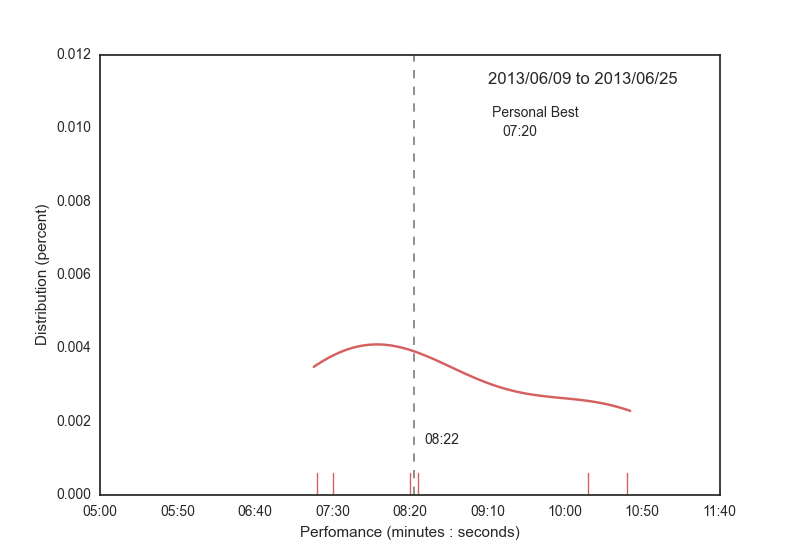 2013/06/09 to 2013/06/25
Personal Best
07:20
0.012
0.010
0.008
0.006
0.004
0.002
0.000
Distribution (percent)
08:22
05:00 05:50 06:40 07:30 08:20 09:10 10:00 10:50 11:40
Perfomance (minutes : seconds)